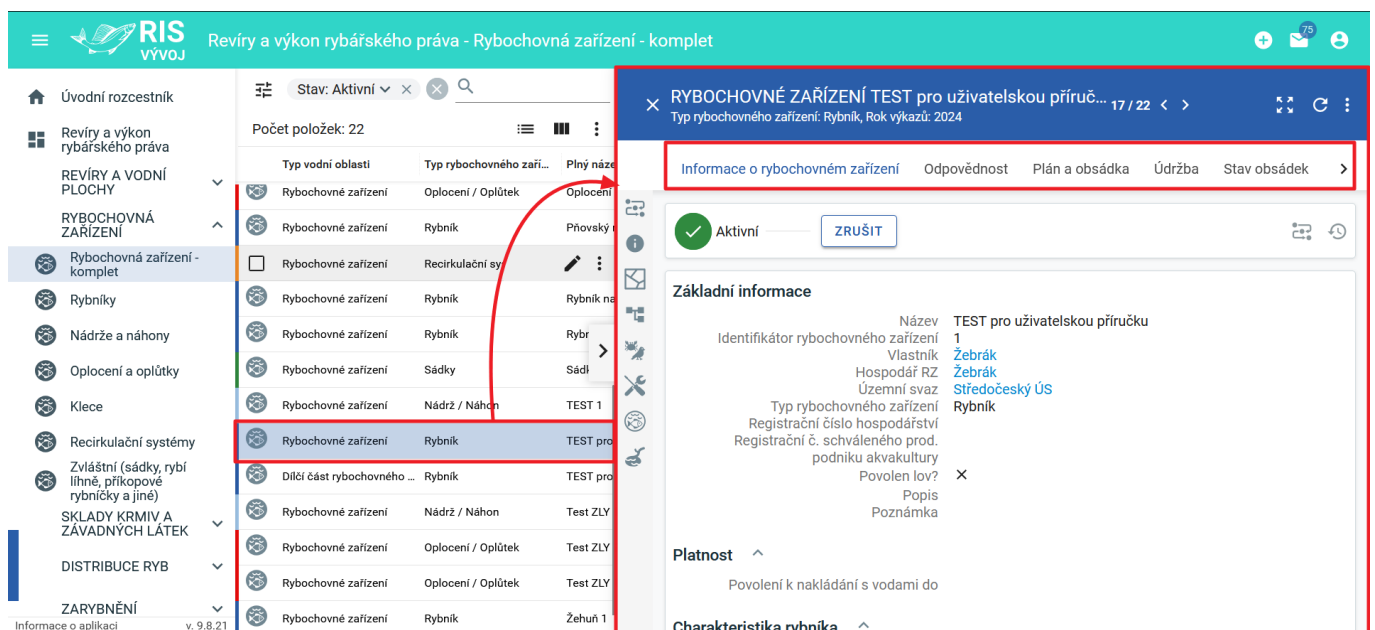 RIS
VÝVOJ
Revíry a výkon rybářského práva - Rybochovná zařízení - komplet
75
Úvodní rozcestník
Revíry a výkon
rybářského práva
REVÍRY A VODNÍ
PLOCHY
RYBOCHOVNÁ
ZAŘÍZENÍ
Rybochovná zařízení -
komplet
Rybníky
Nádrže a náhony
Oplocení a oplůtky
Klece
Recirkulační systémy
Zvláštní (sádky, rybí
líhně, příkopové
rybníčky a jiné)
SKLADY KRMIV A
ZÁVADNÝCH LÁTEK
DISTRIBUCE RYB
ZARYBNĚNÍ
Informace o aplikaci v. 9.8.21
Stav: Aktivní
Počet položek: 22
Typ vodní oblasti Typ rybochovného zaří... Plný náze
Rybochovné zařízení Oplocení / Oplůtek Oplocení
Rybochovné zařízení Rybník Pňovský r
Rybochovné zařízení Recirkulační sy
Rybochovné zařízení Rybník Rybník na
Rybochovné zařízení Rybník Rybr
Rybochovné zařízení Sádky Sádk
Rybochovné zařízení Nádrž / Náhon TEST 1
Rybochovné zařízení Rybník TEST pro
Dílčí část rybochovného ... Rybník TEST pro
Rybochovné zařízení Nádrž / Náhon Test ZLY
Rybochovné zařízení Oplocení / Oplůtek Test ZLY
Rybochovné zařízení Oplocení / Oplůtek Test ZLY
Rybochovné zařízení Rybník Žehuň 1
RYBOCHOVNÉ ZAŘÍZENÍ TEST pro uživatelskou příruč... 17 / 22
Typ rybochovného zařízení: Rybník, Rok výkazů: 2024
Informace o rybochovném zařízení Odpovědnost Plán a obsádka Údržba Stav obsádek
Aktivní ZRUŠIT
Základní informace
Název TEST pro uživatelskou příručku
Identifikátor rybochovného zařízení 1
Vlastník Žebrák
Hospodář RZ Žebrák
Územní svaz Středočeský ÚS
Typ rybochovného zařízení Rybník
Registrační číslo hospodářství
Registrační č. schváleného prod.
podniku akvakultury
Povolen lov?
Popis
Poznámka
Platnost
Povolení k nakládání s vodami do
Charakteristika rybníka